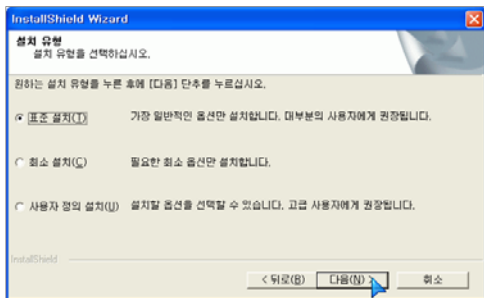 InstallShield Wizard
설치 유형
설치 유형을 선택하십시오.
원하는 설치 유형를 누른 후에 [다음] 단추를 누르십시오.
표준 설치(T) 가장 일반적인 옵션만 설치합니다. 대부분의 사용자에게 권장됩니다.
최소 설치(C) 필요한 최소 옵션만 설치합니다.
사용자 정의 설치(U) 설치할 옵션을 선택할 수 있습니다. 고급 사용자에게 권장됩니다.
InstallShield
< 뒤로(B) 다음(N) > 취소